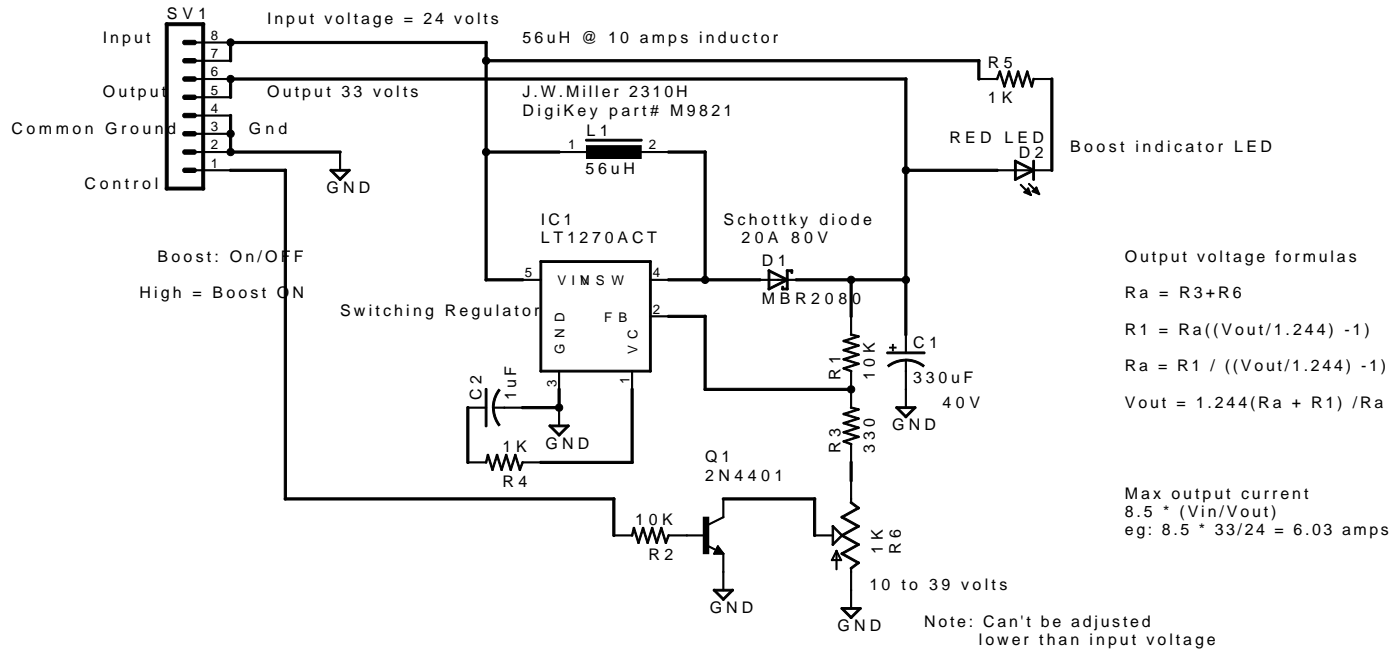 SV1
Input voltage = 24 volts
Input
8
7
6
5
4
3
2
1
Output
Output 33 volts
Common Ground
Gnd
Control
GND
56uH @ 10 amps inductor
J.W.Miller 2310H
DigiKey part# M9821
L1
1
2
56uH
R5
1K
RED LED
D2
Boost indicator LED
Boost: On/OFF
High = Boost ON
IC1
LT1270ACT
Switching Regulator
5
VIN
VSW
4
FB
2
GND
VC
3
1
Schottky diode
20A 80V
D1
MBR2080
R1
10K
C1
330uF
40V
GND
R3
330
C2
1uF
GND
1K
R4
Q1
2N4401
10K
R2
GND
1K
R6
10 to 39 volts
GND
Note: Can't be adjusted
lower than input voltage
Output voltage formulas
Ra = R3+R6
R1 = Ra((Vout/1.244) -1)
Ra = R1 / ((Vout/1.244) -1)
Vout = 1.244(Ra + R1) /Ra
Max output current
8.5 * (Vin/Vout)
eg: 8.5 * 33/24 = 6.03 amps